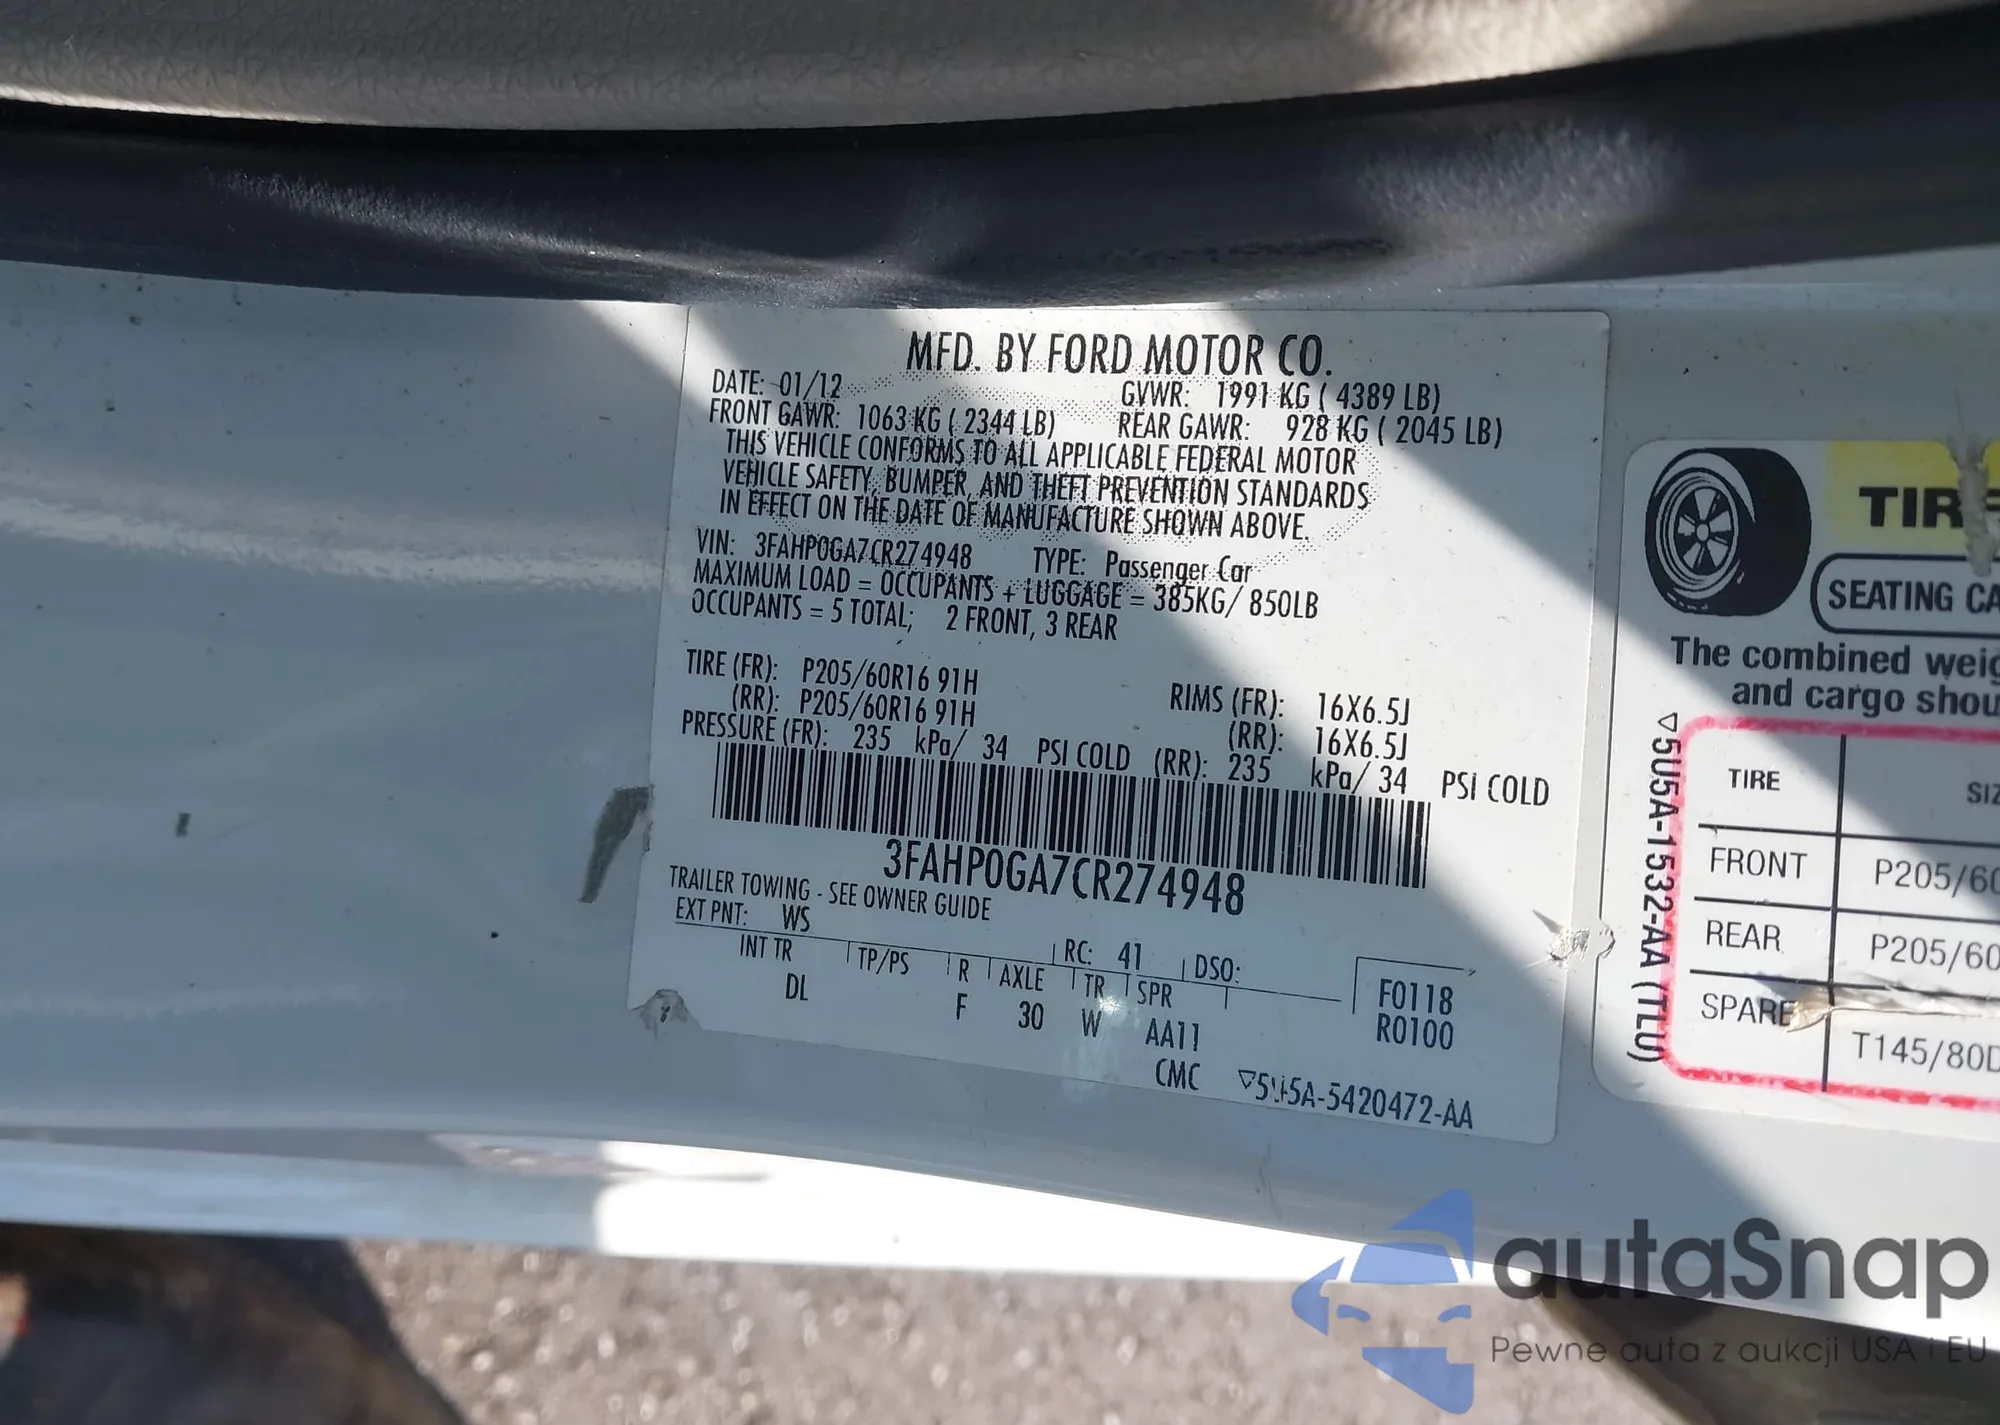 MFD. BY FORD MOTOR CO.
DATE: 01/12 GVWR: 1991 KG ( 4389 LB)
FRONT GAWR: 1063 KG ( 2344 LB) REAR GAWR: 928 KG ( 2045 LB)
THIS VEHICLE CONFORMS TO ALL APPLICABLE FEDERAL MOTOR
VEHICLE SAFETY, BUMPER, AND THEFT PREVENTION STANDARDS
IN EFFECT ON THE DATE OF MANUFACTURE SHOWN ABOVE.
VIN: 3FAHP0GA7CR274948 TYPE: Passenger Car
MAXIMUM LOAD = OCCUPANTS + LUGGAGE = 385KG/ 850LB
OCCUPANTS = 5 TOTAL; 2 FRONT, 3 REAR
TIRE (FR): P205/60R16 91H RIMS (FR): 16X6.5J
(RR): P205/60R16 91H (RR): 16X6.5J
PRESSURE (FR): 235 kPa/ 34 PSI COLD (RR): 235 kPa/ 34 PSI COLD
3FAHP0GA7CR274948
TRAILER TOWING - SEE OWNER GUIDE
EXT PNT: WS RC: 41 DSO:
INT TR TP/PS R AXLE TR SPR F0118
DL F 30 W AA11 R0100
CMC ▽5U5A-5420472-AA
TIRE
SEATING CA
The combined weig
and cargo shou
▽5U5A-1532-AA (TLU)
TIRE SIZ
FRONT P205/60
REAR P205/60
SPARE T145/80D
autaSnap
Pewne auta z aukcji USA i EU